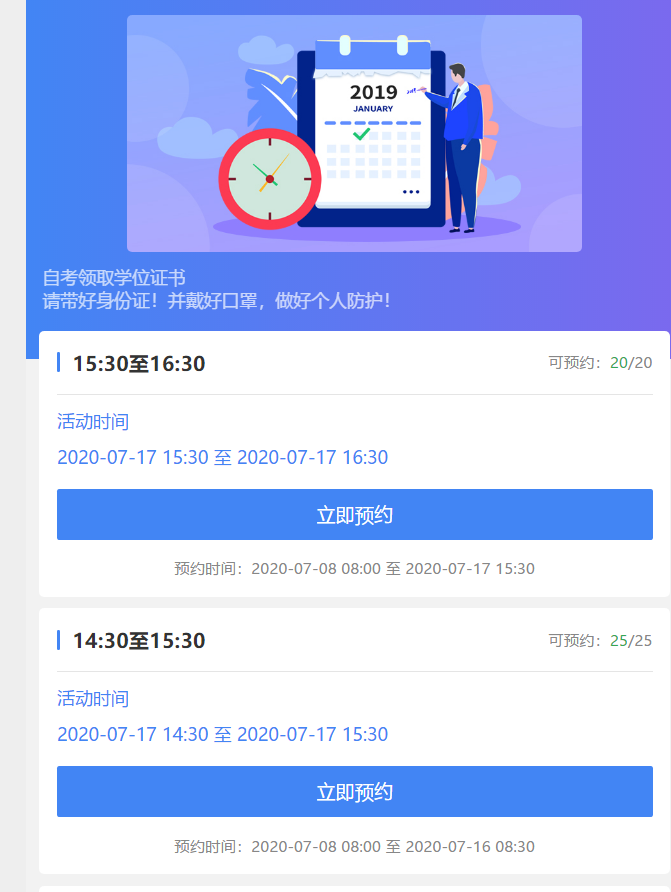 2019
JANUARY
自考领取学位证书
请带好身份证！并戴好口罩，做好个人防护！
15:30至16:30
可预约：20/20
活动时间
2020-07-17 15:30 至 2020-07-17 16:30
立即预约
预约时间：2020-07-08 08:00 至 2020-07-17 15:30
14:30至15:30
可预约：25/25
活动时间
2020-07-17 14:30 至 2020-07-17 15:30
立即预约
预约时间：2020-07-08 08:00 至 2020-07-16 08:30